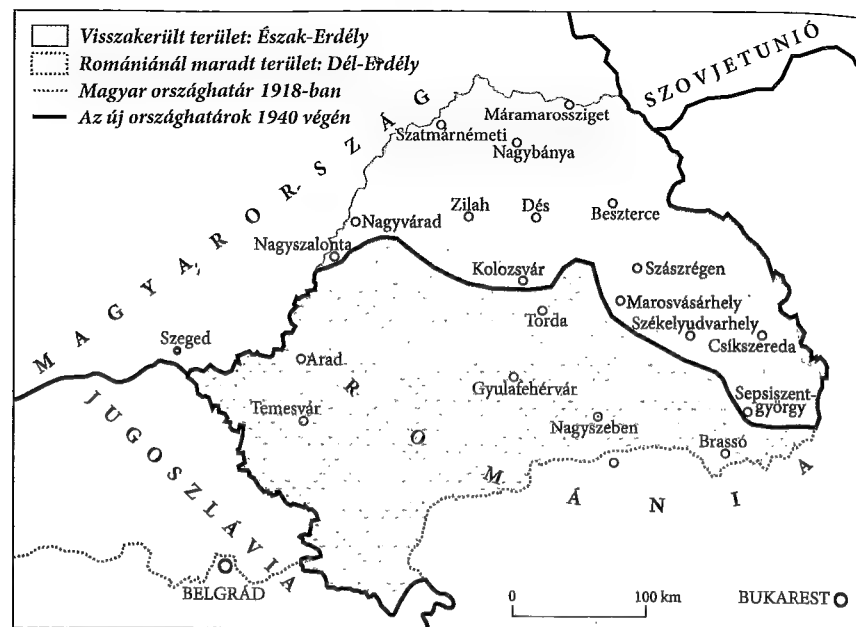 Visszakerült terület: Észak-Erdély
Romániánál maradt terület: Dél-Erdély
Magyar országhatár 1918-ban
Az új országhatárok 1940 végén
SZOVJETUNIÓ
MAGYARORSZÁG
Máramarossziget
Szatmárnémeti
Nagybánya
Zilah
Dés
Beszterce
Nagyvárad
Nagyszalonta
Kolozsvár
Szászrégen
Marosvásárhely
Torda
Székelyudvarhely
Csíkszereda
Szeged
Arad
Gyulafehérvár
Sepsiszent-
györgy
Temesvár
Nagyszeben
Brassó
ROMÁNIA
JUGOSZLÁVIA
BELGRÁD
0 100 km
BUKAREST